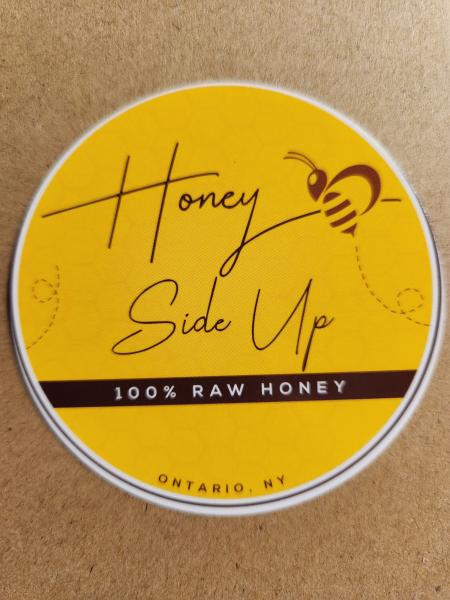 Honey
Side Up
100% RAW HONEY
ONTARIO, NY